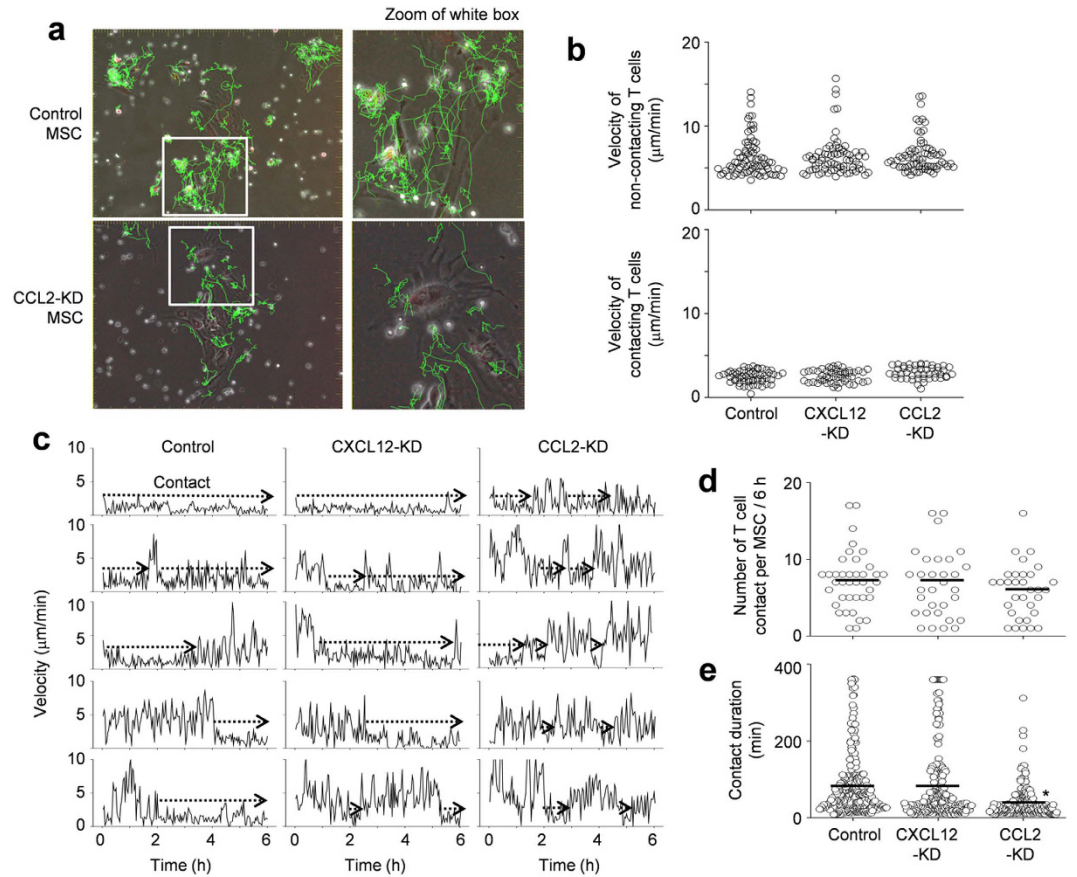 Zoom of white box
a
Control
MSC
CCL2-KD
MSC
b
Velocity of
non-contacting T cells
(μm/min)
20
10
5
0
Velocity of
contacting T cells
(μm/min)
20
10
5
0
Control
CXCL12
-KD
CCL2
-KD
c
Control
CXCL12-KD
CCL2-KD
Contact
Velocity (μm/min)
10
5
0
10
5
0
10
5
0
10
5
0
10
5
0
0 2 4 6
0 2 4 6
0 2 4 6
Time (h)
Time (h)
Time (h)
d
Number of T cell
contact per MSC / 6 h
20
10
0
e
Contact duration
(min)
400
200
0
*
Control
CXCL12
-KD
CCL2
-KD